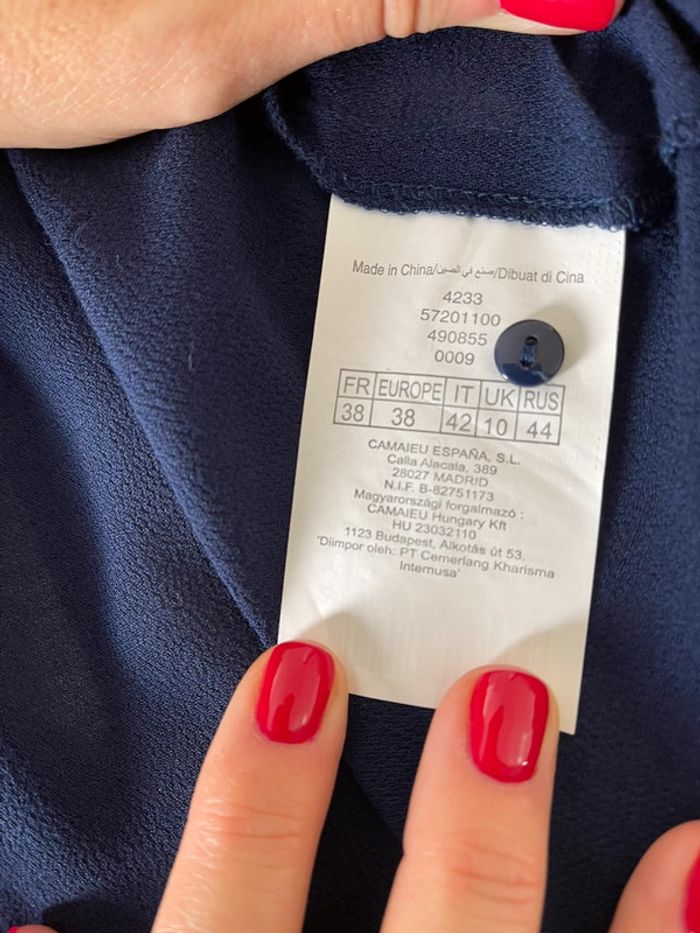 Made in China/صنع في الصين/Dibuat di Cina
4233
57201100
490855
0009
FR EUROPE IT UK RUS
38 38 42 10 44
CAMAIEU ESPAÑA, S.L.
Calla Alacala, 389
28027 MADRID
N.I.F. B-82751173
Magyarországi forgalmazó :
CAMAIEU Hungary Kft
HU 23032110
1123 Budapest, Alkotás út 53.
'Diimpor oleh: PT Cemerlang Kharisma
Internusa'